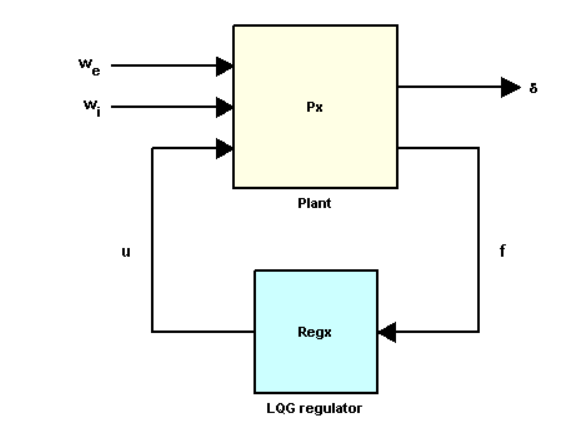 we
wi
Px
δ
Plant
u
f
Regx
LQG regulator